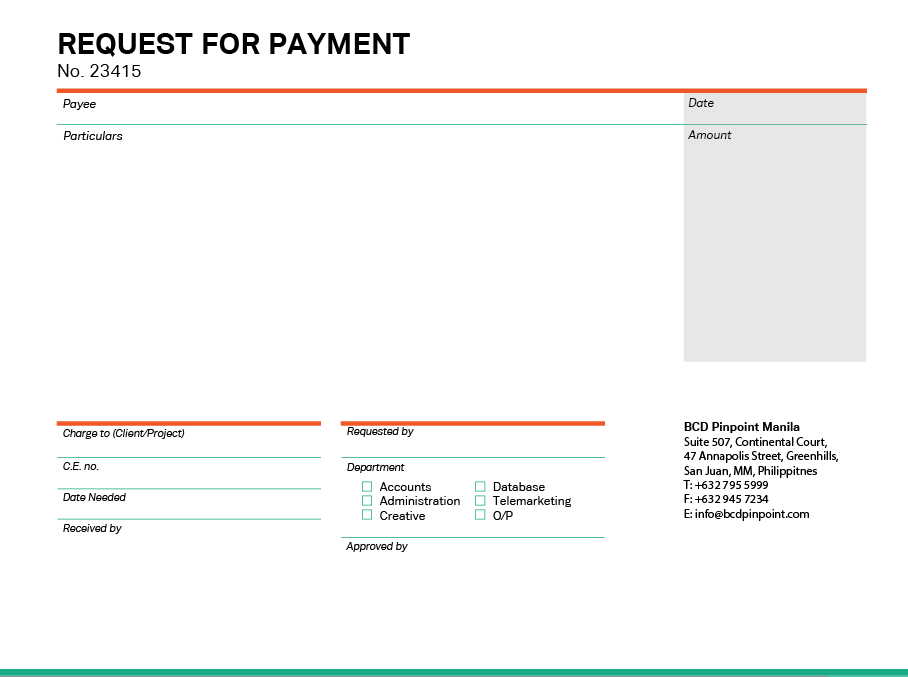 REQUEST FOR PAYMENT
No. 23415
Payee
Date
Particulars
Amount
Charge to (Client/Project)
C.E. no.
Date Needed
Received by
Requested by
Department
Accounts
Database
Administration
Telemarketing
Creative
O/P
Approved by
BCD Pinpoint Manila
Suite 507, Continental Court,
47 Annapolis Street, Greenhills,
San Juan, MM, Philippitnes
T: +632 795 5999
F: +632 945 7234
E: info@bcdpinpoint.com